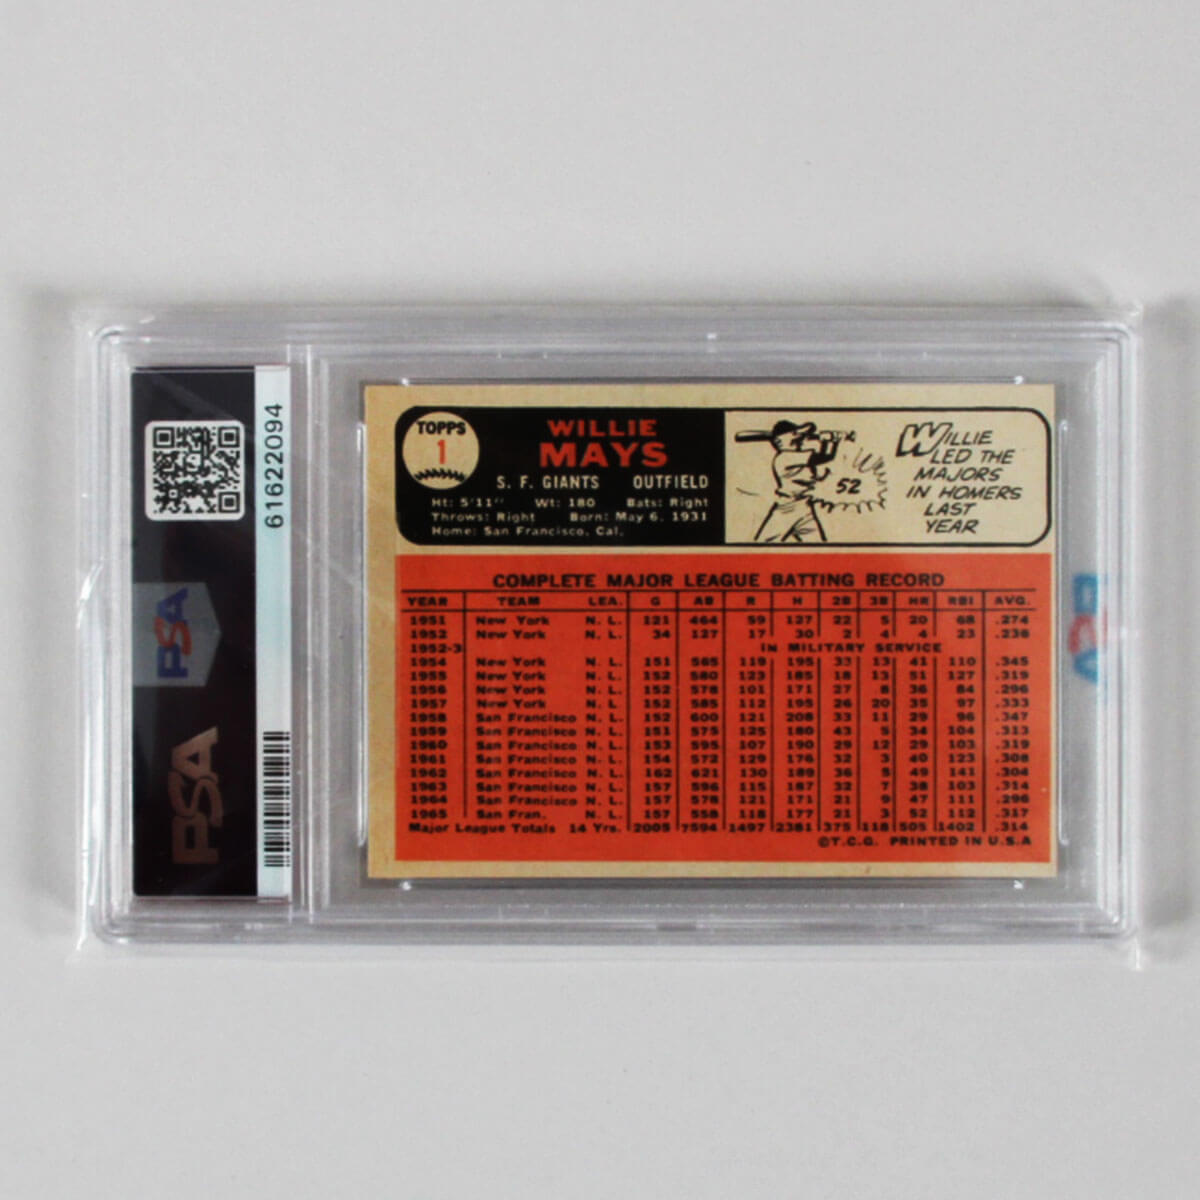 61622094
PSA
PSA
TOPPS
1
WILLIE
MAYS
S. F. GIANTS OUTFIELD
Ht: 5'11" Wt: 180 Bats: Right
Throws: Right Born: May 6, 1931
Home: San Francisco, Cal.
52
WILLIE
LED THE
MAJORS
IN HOMERS
LAST
YEAR
COMPLETE MAJOR LEAGUE BATTING RECORD
YEAR TEAM LEA. G AB R H 2B 3B HR RBI AVG.
1951 New York N. L. 121 464 59 127 22 5 20 68 .274
1952 New York N. L. 34 127 17 30 2 4 4 23 .236
1952-3 IN MILITARY SERVICE
1954 New York N. L. 151 565 119 195 33 13 41 110 .345
1955 New York N. L. 152 580 123 185 18 13 51 127 .319
1956 New York N. L. 152 578 101 171 27 8 36 84 .296
1957 New York N. L. 152 585 112 195 26 20 35 97 .333
1958 San Francisco N. L. 152 600 121 208 33 11 29 96 .347
1959 San Francisco N. L. 151 575 125 180 43 5 34 104 .313
1960 San Francisco N. L. 153 595 107 190 29 12 29 103 .319
1961 San Francisco N. L. 154 572 129 176 32 3 40 123 .308
1962 San Francisco N. L. 162 621 130 189 36 5 49 141 .304
1963 San Francisco N. L. 157 596 115 187 32 7 38 103 .314
1964 San Francisco N. L. 157 578 121 171 21 9 47 111 .296
1965 San Fran. N. L. 157 558 118 177 21 3 52 112 .317
Major League Totals 14 Yrs. 2005 7594 1497 2381 375 118 505 1402 .314
©T.C.G. PRINTED IN U.S.A